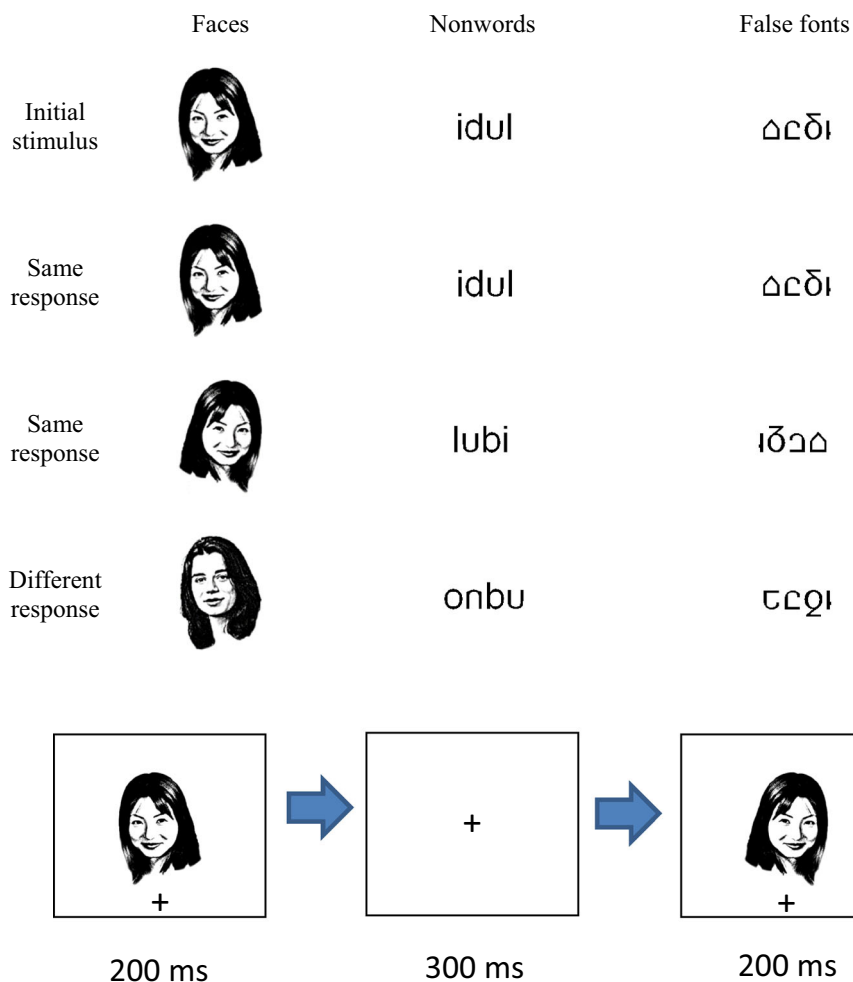 Faces Nonwords False fonts
Initial
stimulus
idul
Same
response
idul
Same
response
lubi
Different
response
onbu
+ + +
200 ms 300 ms 200 ms